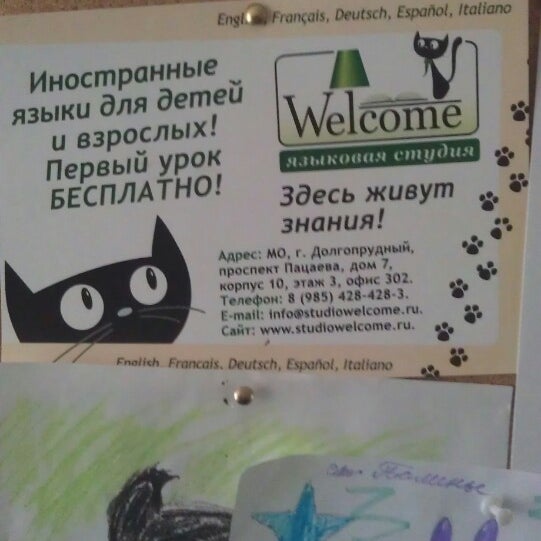 English, Français, Deutsch, Español, Italiano
Иностранные
языки для детей
и взрослых!
Первый урок
БЕСПЛАТНО!
Welcome
языковая студия
Здесь живут
знания!
Адрес: МО, г. Долгопрудный,
проспект Пацаева, дом 7,
корпус 10, этаж 3, офис 302.
Телефон: 8 (985) 428-428-3.
E-mail: info@studiowelcome.ru.
Сайт: www.studiowelcome.ru.
English, Français, Deutsch, Español, Italiano
Полины